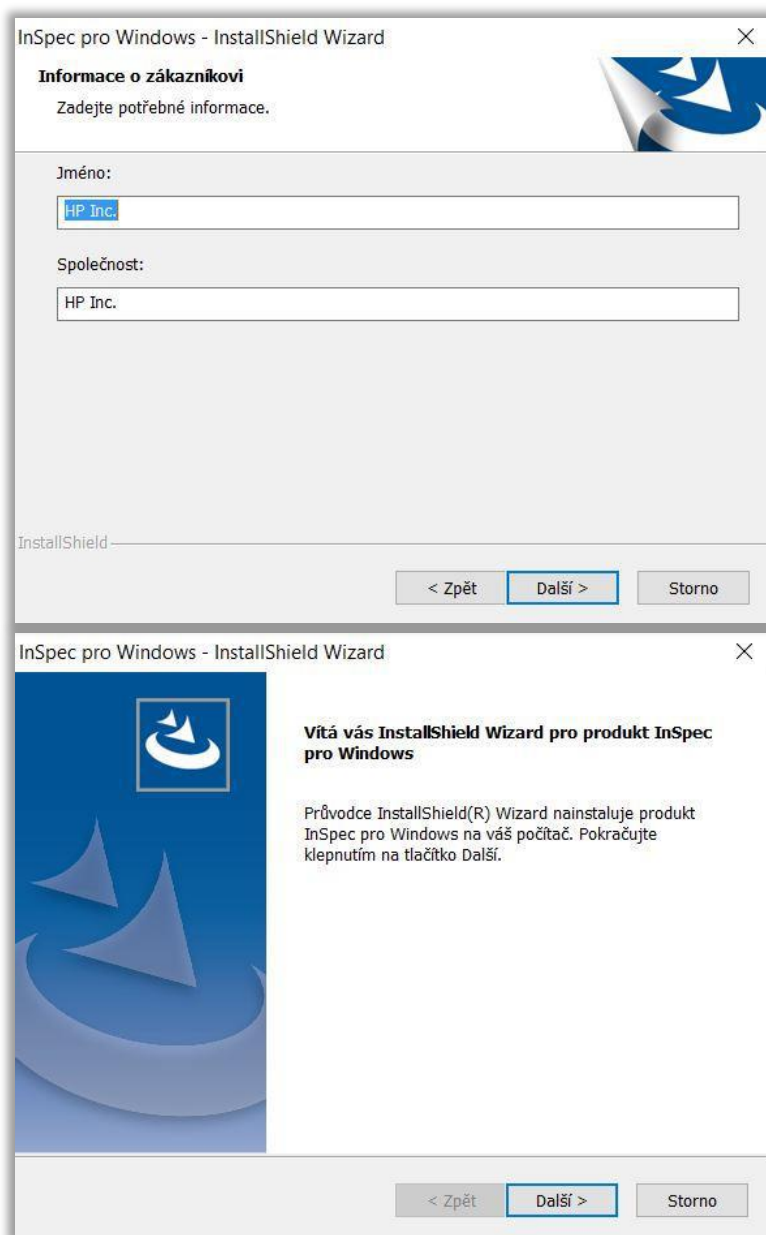 InSpec pro Windows - InstallShield Wizard
Informace o zákazníkovi
Zadejte potřebné informace.
Jméno:
HP Inc.
Společnost:
HP Inc.
InstallShield
< Zpět Další > Storno
InSpec pro Windows - InstallShield Wizard
Vítá vás InstallShield Wizard pro produkt InSpec
pro Windows
Průvodce InstallShield(R) Wizard nainstaluje produkt
InSpec pro Windows na váš počítač. Pokračujte
klepnutím na tlačítko Další.
< Zpět Další > Storno